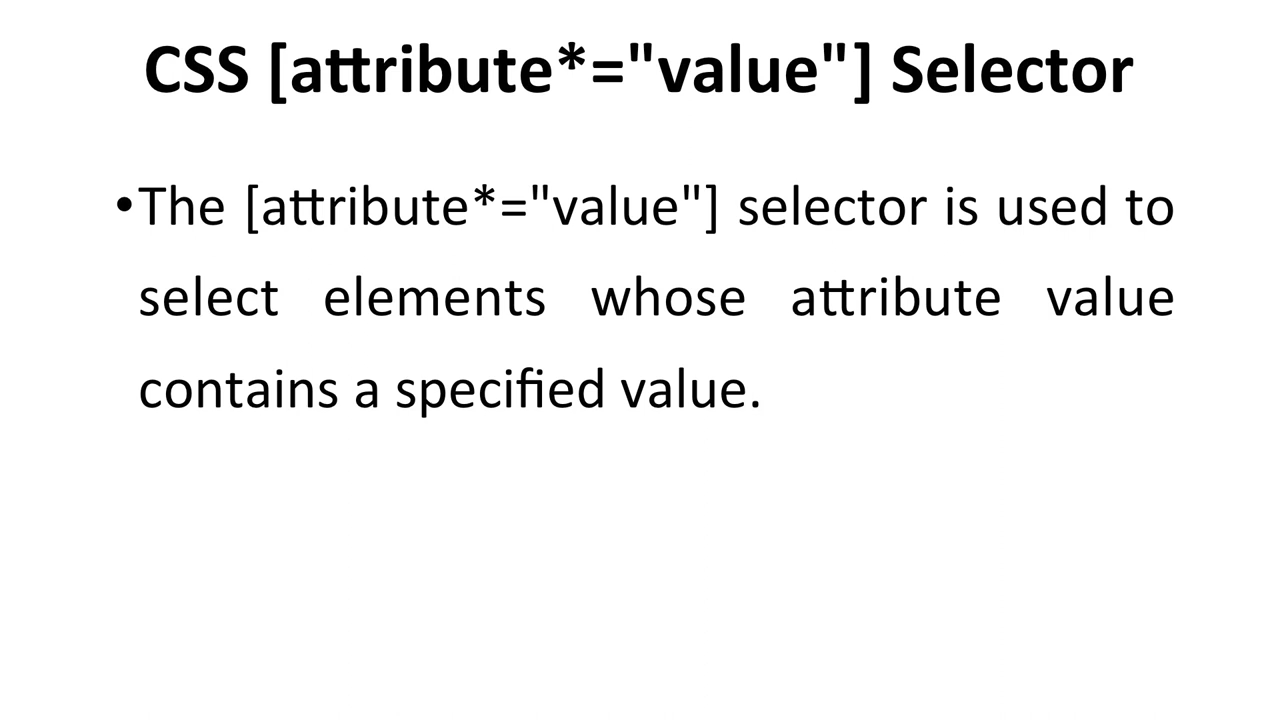 CSS [attribute*="value"] Selector
•The [attribute*="value"] selector is used to
select elements whose attribute value
contains a specified value.